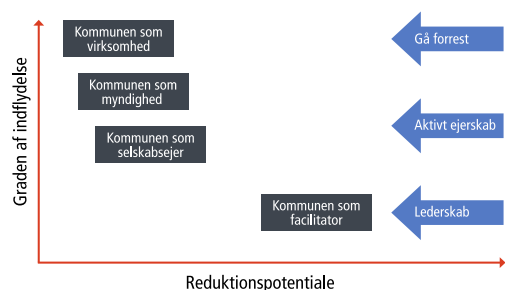 Graden af indflydelse
Kommunen som
virksomhed
Gå forrest
Kommunen som
myndighed
Kommunen som
selskabsejer
Aktivt ejerskab
Kommunen som
facilitator
Lederskab
Reduktionspotentiale